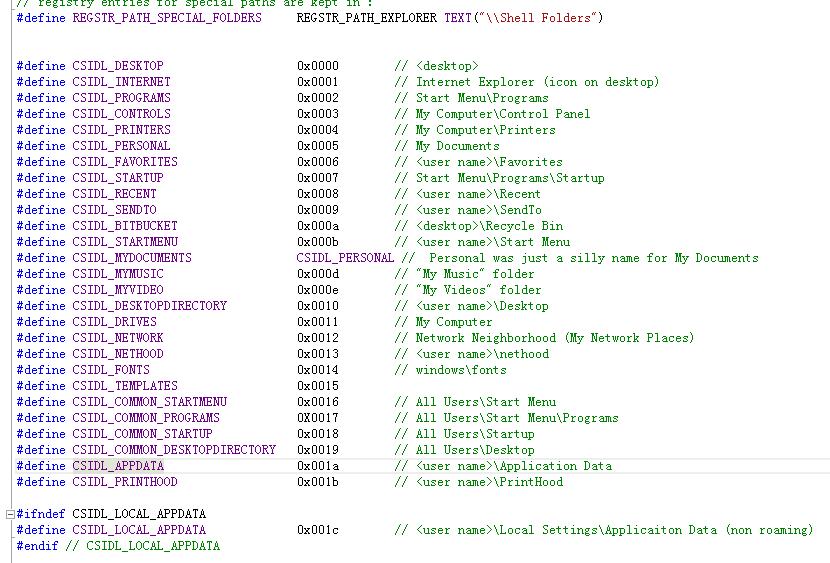 // registry entries for special paths are kept in :
#define REGSTR_PATH_SPECIAL_FOLDERS    REGSTR_PATH_EXPLORER TEXT("\\Shell Folders")
#define CSIDL_DESKTOP                   0x0000        // <desktop>
#define CSIDL_INTERNET                  0x0001        // Internet Explorer (icon on desktop)
#define CSIDL_PROGRAMS                  0x0002        // Start Menu\Programs
#define CSIDL_CONTROLS                  0x0003        // My Computer\Control Panel
#define CSIDL_PRINTERS                  0x0004        // My Computer\Printers
#define CSIDL_PERSONAL                  0x0005        // My Documents
#define CSIDL_FAVORITES                 0x0006        // <user name>\Favorites
#define CSIDL_STARTUP                   0x0007        // Start Menu\Programs\Startup
#define CSIDL_RECENT                    0x0008        // <user name>\Recent
#define CSIDL_SENDTO                    0x0009        // <user name>\SendTo
#define CSIDL_BITBUCKET                 0x000a        // <desktop>\Recycle Bin
#define CSIDL_STARTMENU                 0x000b        // <user name>\Start Menu
#define CSIDL_MYDOCUMENTS               CSIDL_PERSONAL //  Personal was just a silly name for My Documents
#define CSIDL_MYMUSIC                   0x000d        // "My Music" folder
#define CSIDL_MYVIDEO                   0x000e        // "My Videos" folder
#define CSIDL_DESKTOPDIRECTORY          0x0010        // <user name>\Desktop
#define CSIDL_DRIVES                    0x0011        // My Computer
#define CSIDL_NETWORK                   0x0012        // Network Neighborhood (My Network Places)
#define CSIDL_NETHOOD                   0x0013        // <user name>\nethood
#define CSIDL_FONTS                     0x0014        // windows\fonts
#define CSIDL_TEMPLATES                 0x0015
#define CSIDL_COMMON_STARTMENU          0x0016        // All Users\Start Menu
#define CSIDL_COMMON_PROGRAMS           0X0017        // All Users\Start Menu\Programs
#define CSIDL_COMMON_STARTUP            0x0018        // All Users\Startup
#define CSIDL_COMMON_DESKTOPDIRECTORY   0x0019        // All Users\Desktop
#define CSIDL_APPDATA                   0x001a        // <user name>\Application Data
#define CSIDL_PRINTHOOD                 0x001b        // <user name>\PrintHood
#ifndef CSIDL_LOCAL_APPDATA
#define CSIDL_LOCAL_APPDATA             0x001c        // <user name>\Local Settings\Applicaiton Data (non roaming)
#endif // CSIDL_LOCAL_APPDATA